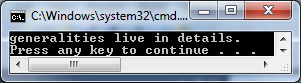 C:\Windows\system32\cmd....
generalities live in details.
Press any key to continue . . .